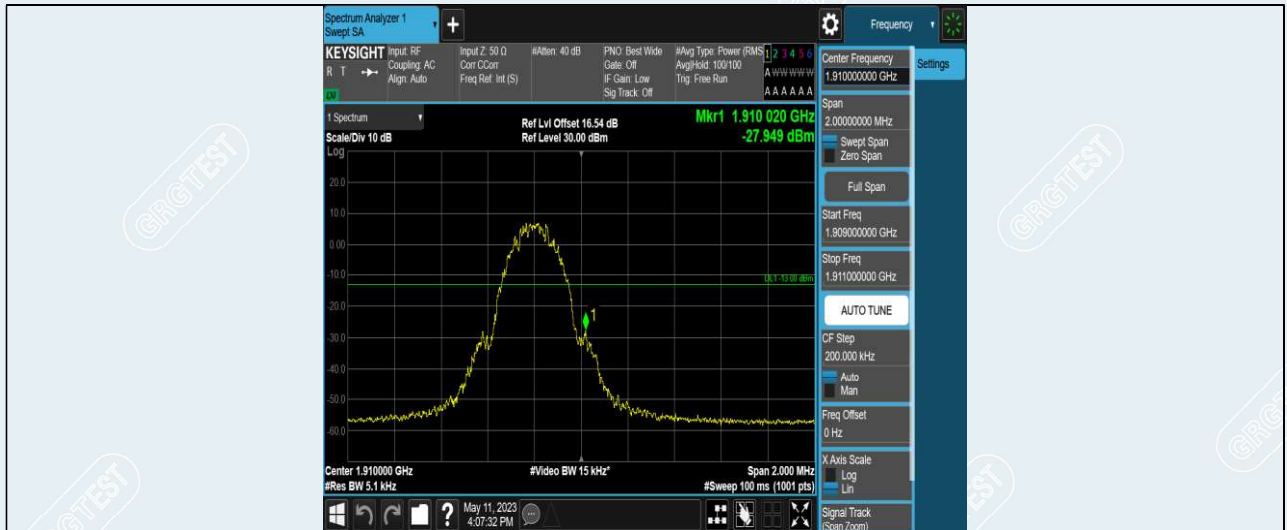 Spectrum Analyzer 1
Swept SA
+
Frequency
KEYSIGHT
R T
Input: RF
Coupling: AC
Align: Auto
Input Z: 50 Ω
Corr CCorr
Freq Ref: Int (S)
#Atten: 40 dB
PNO: Best Wide
Gate: Off
IF Gain: Low
Sig Track: Off
#Avg Type: Power (RMS
Avg|Hold: 100/100
Trig: Free Run
1 2 3 4 5 6
A W W W W W
A A A A A A
1 Spectrum
Scale/Div 10 dB
Log
Ref Lvl Offset 16.54 dB
Ref Level 30.00 dBm
Mkr1 1.910 020 GHz
-27.949 dBm
20.0
10.0
0.00
-10.0
-20.0
-30.0
-40.0
-50.0
-60.0
DL1 -13.00 dBm
1
Center 1.910000 GHz
#Res BW 5.1 kHz
#Video BW 15 kHz*
Span 2.000 MHz
#Sweep 100 ms (1001 pts)
May 11, 2023
4:07:32 PM
Center Frequency
1.910000000 GHz
Settings
Span
2.00000000 MHz
Swept Span
Zero Span
Full Span
Start Freq
1.909000000 GHz
Stop Freq
1.911000000 GHz
AUTO TUNE
CF Step
200.000 kHz
Auto
Man
Freq Offset
0 Hz
X Axis Scale
Log
Lin
Signal Track
(Span Zoom)
GRGTEST
GRGTEST
GRGTEST
GRGTEST